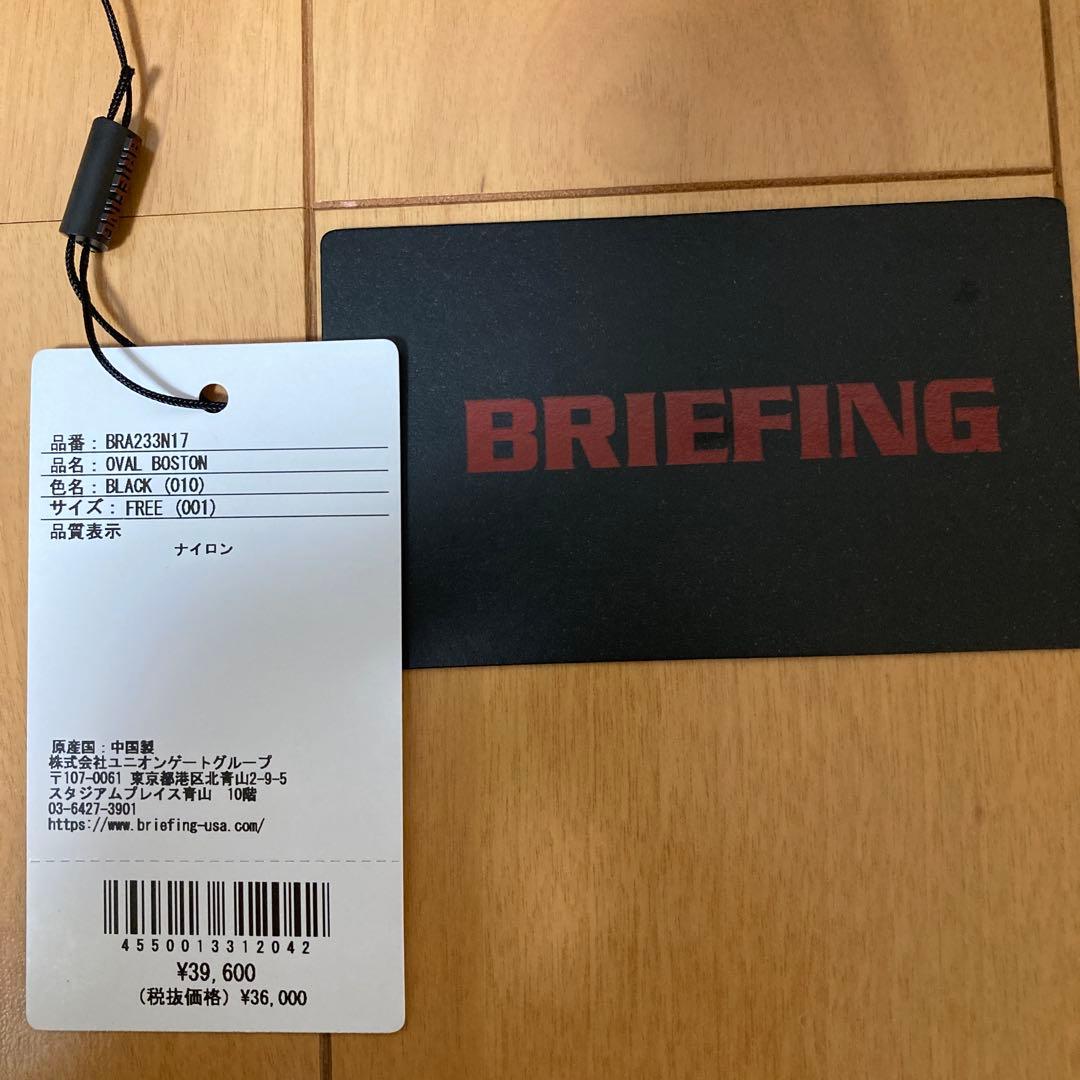 BRIEFING
BRIEFING
品番：BRA233N17
品名：OVAL BOSTON
色名：BLACK (010)
サイズ：FREE (001)
品質表示
ナイロン
原産国：中国製
株式会社ユニオンゲートグループ
〒107-0061 東京都港区北青山2-9-5
スタジアムプレイス青山　10階
03-6427-3901
https://www.briefing-usa.com/
4550013312042
¥39,600
(税抜価格) ¥36,000